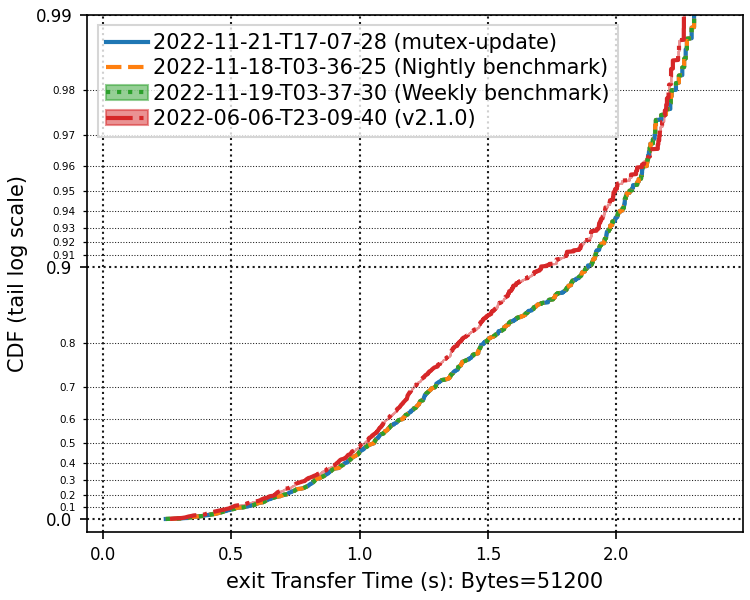 0.99
2022-11-21-T17-07-28 (mutex-update)
2022-11-18-T03-36-25 (Nightly benchmark)
2022-11-19-T03-37-30 (Weekly benchmark)
2022-06-06-T23-09-40 (v2.1.0)
0.98
0.97
0.96
0.95
0.94
0.93
0.92
0.91
0.9
0.8
0.7
0.6
0.5
0.4
0.3
0.2
0.1
0.0
CDF (tail log scale)
0.0 0.5 1.0 1.5 2.0
exit Transfer Time (s): Bytes=51200